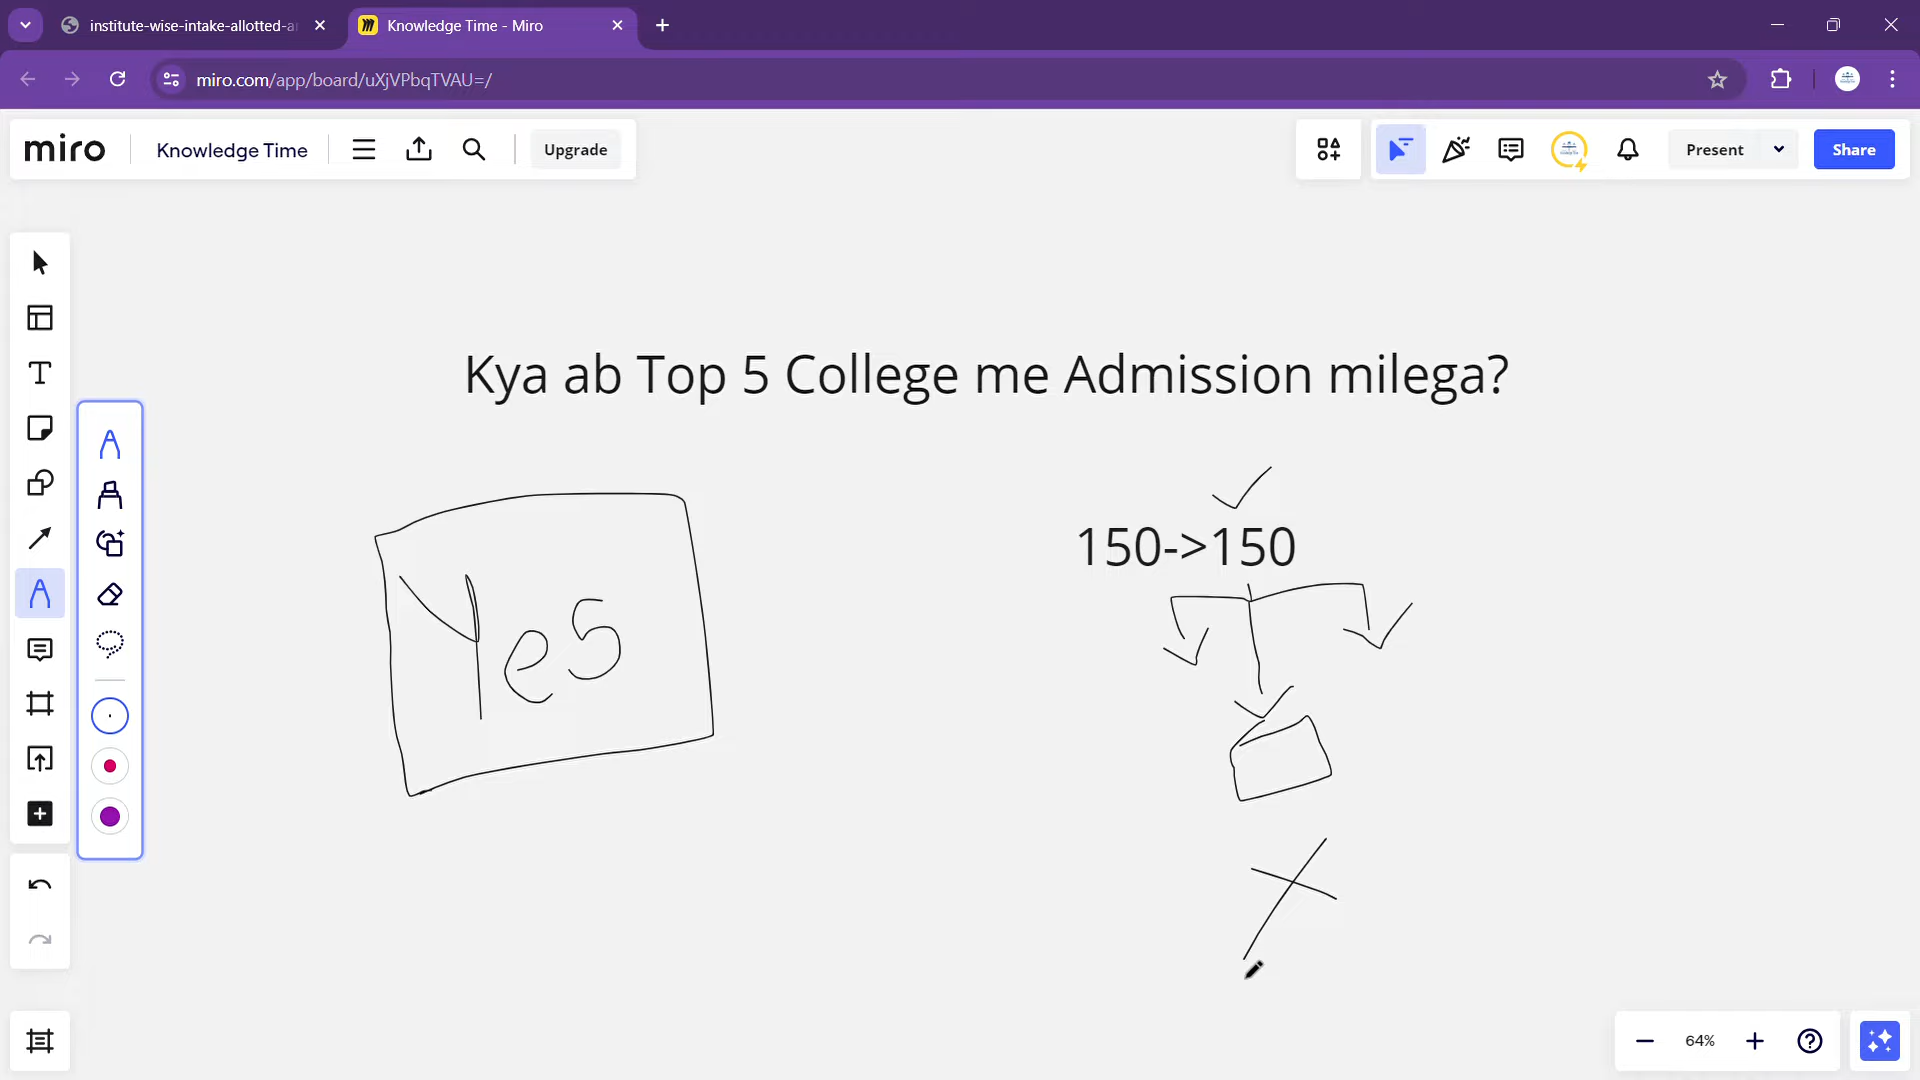 institute-wise-intake-allotted-a
Knowledge Time - Miro
miro.com/app/board/uXjVPbqTVAU=/
miro
Knowledge Time
Upgrade
Present
Share
Kya ab Top 5 College me Admission milega?
150->150
Yes
64%